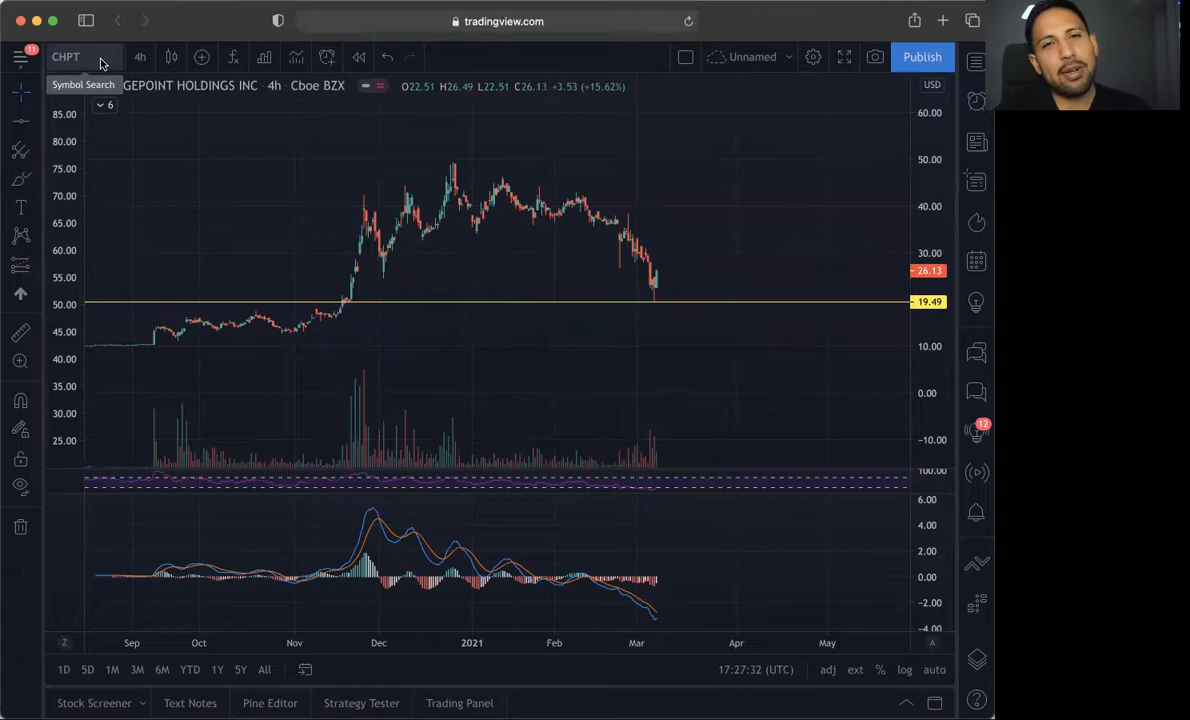 tradingview.com
11
CHPT
4h
Unnamed
Publish
Symbol Search
GEPOINT HOLDINGS INC · 4h · Cboe BZX
O22.51 H26.49 L22.51 C26.13 +3.53 (+15.62%)
USD
6
85.00
80.00
75.00
70.00
65.00
60.00
55.00
50.00
45.00
40.00
35.00
30.00
25.00
60.00
50.00
40.00
30.00
26.13
19.49
10.00
0.00
−10.00
100.00
6.00
4.00
2.00
0.00
−2.00
−4.00
12
Z
Sep
Oct
Nov
Dec
2021
Feb
Mar
Apr
May
A
1D 5D 1M 3M 6M YTD 1Y 5Y All
17:27:32 (UTC)
adj ext % log auto
Stock Screener
Text Notes
Pine Editor
Strategy Tester
Trading Panel